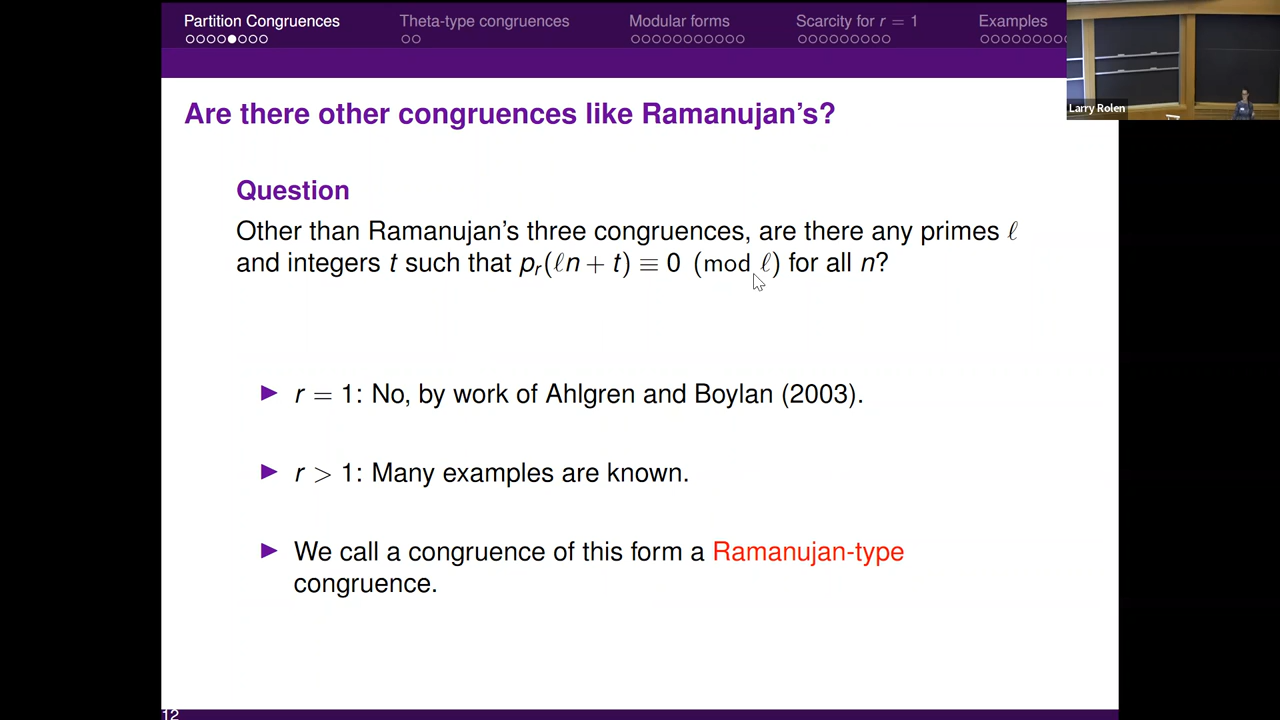 Partition Congruences
Theta-type congruences
Modular forms
Scarcity for r = 1
Examples
Larry Rolen
Are there other congruences like Ramanujan's?
Question
Other than Ramanujan's three congruences, are there any primes ℓ
and integers t such that pᵣ(ℓn + t) ≡ 0 (mod ℓ) for all n?
▶ r = 1: No, by work of Ahlgren and Boylan (2003).
▶ r > 1: Many examples are known.
▶ We call a congruence of this form a Ramanujan-type
congruence.
12